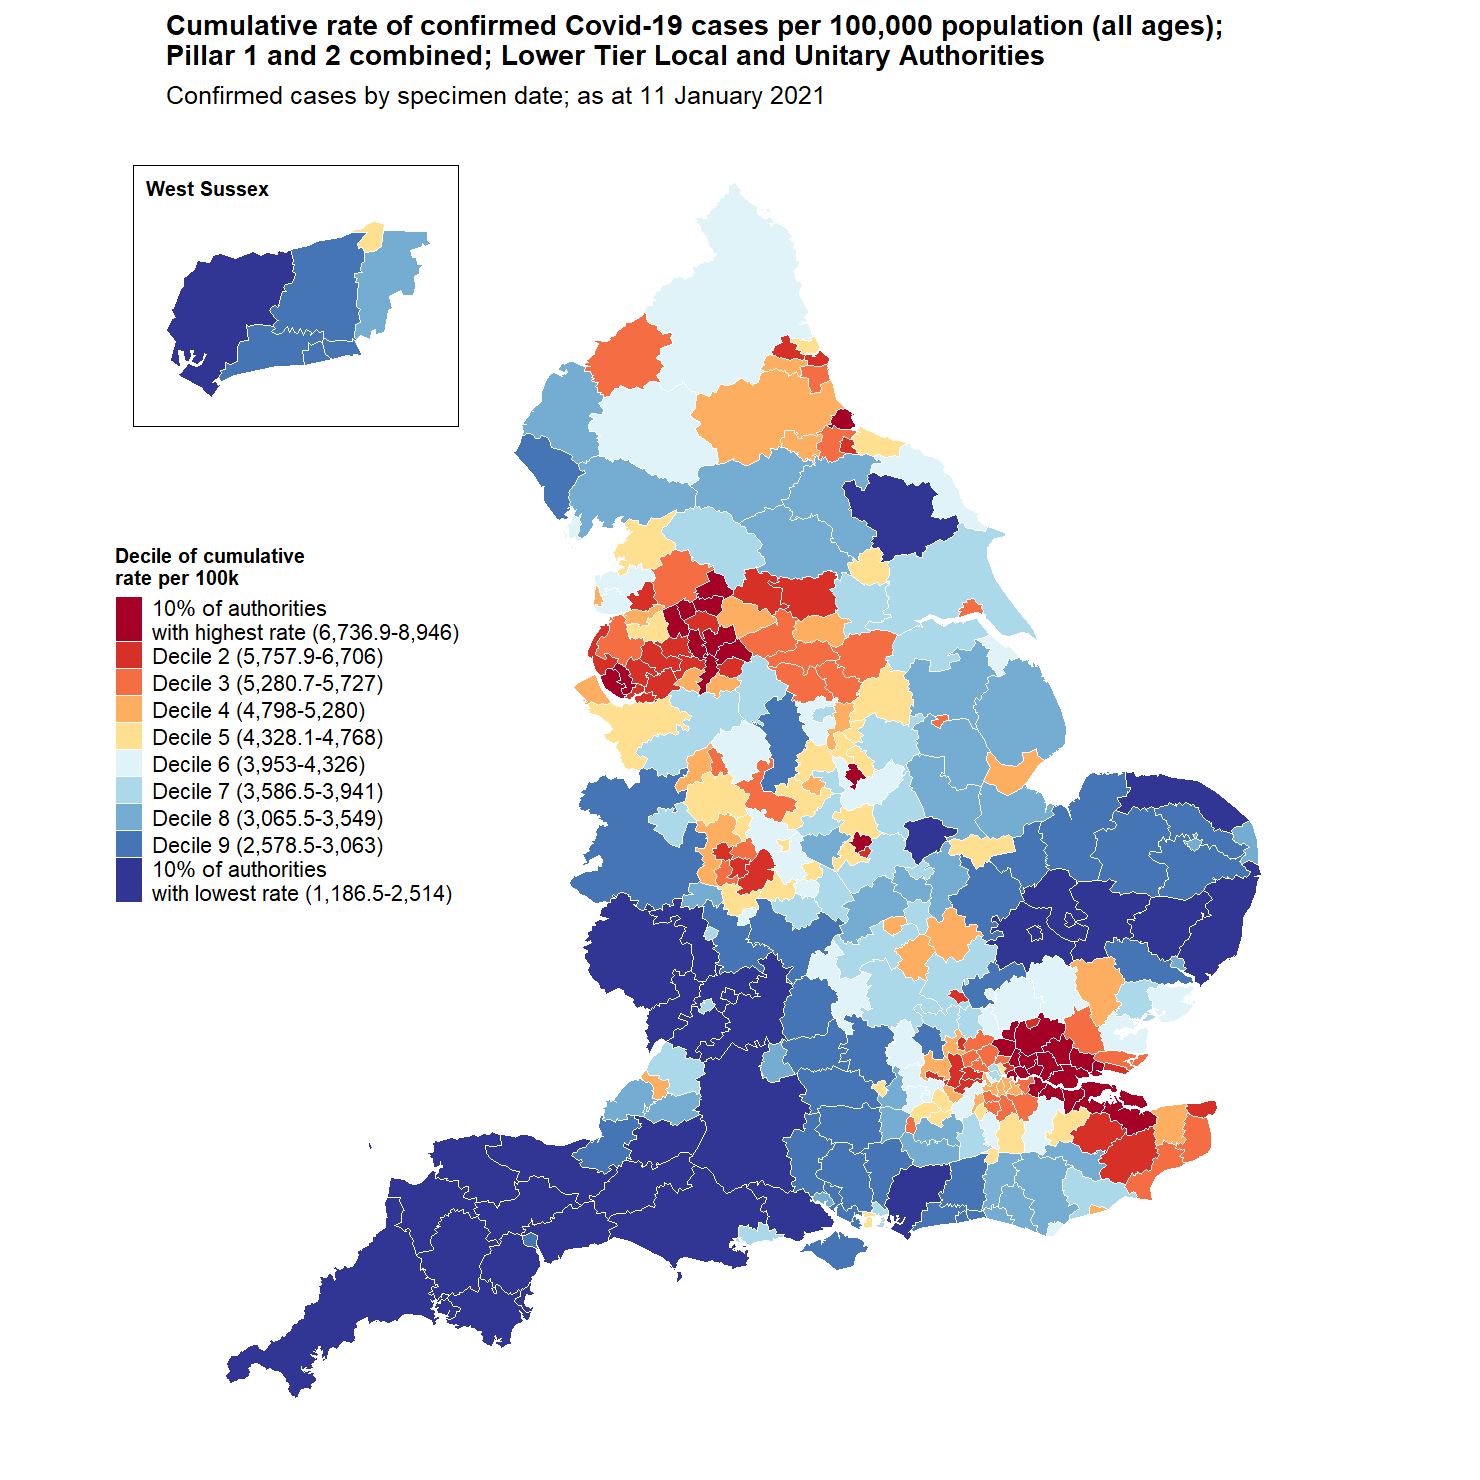 Cumulative rate of confirmed Covid-19 cases per 100,000 population (all ages);
Pillar 1 and 2 combined; Lower Tier Local and Unitary Authorities
Confirmed cases by specimen date; as at 11 January 2021
West Sussex
Decile of cumulative
rate per 100k
10% of authorities
with highest rate (6,736.9-8,946)
Decile 2 (5,757.9-6,706)
Decile 3 (5,280.7-5,727)
Decile 4 (4,798-5,280)
Decile 5 (4,328.1-4,768)
Decile 6 (3,953-4,326)
Decile 7 (3,586.5-3,941)
Decile 8 (3,065.5-3,549)
Decile 9 (2,578.5-3,063)
10% of authorities
with lowest rate (1,186.5-2,514)